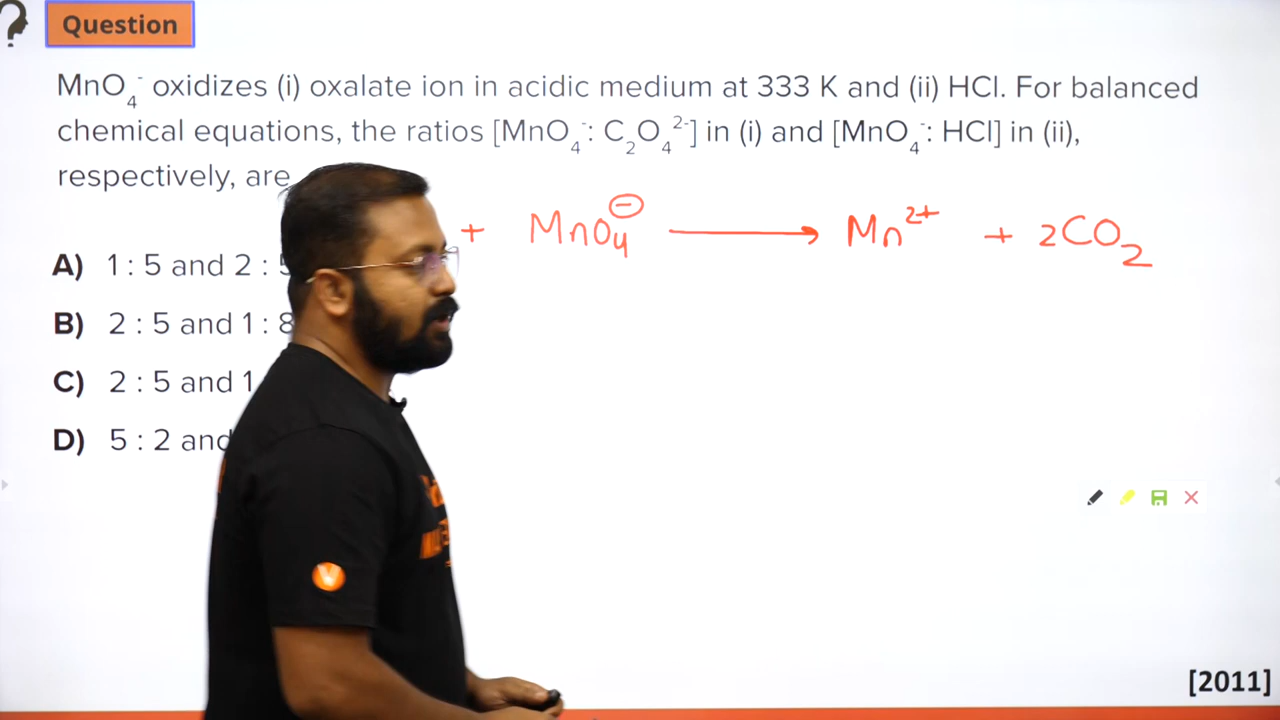 ?
Question
MnO₄⁻ oxidizes (i) oxalate ion in acidic medium at 333 K and (ii) HCl. For balanced
chemical equations, the ratios [MnO₄⁻: C₂O₄²⁻] in (i) and [MnO₄⁻: HCl] in (ii),
respectively, are
+ MnO₄⊖ ⟶ Mn²⁺ + 2CO₂
A) 1 : 5 and 2 :
B) 2 : 5 and 1 : 8
C) 2 : 5 and 1
D) 5 : 2 and
V
[2011]